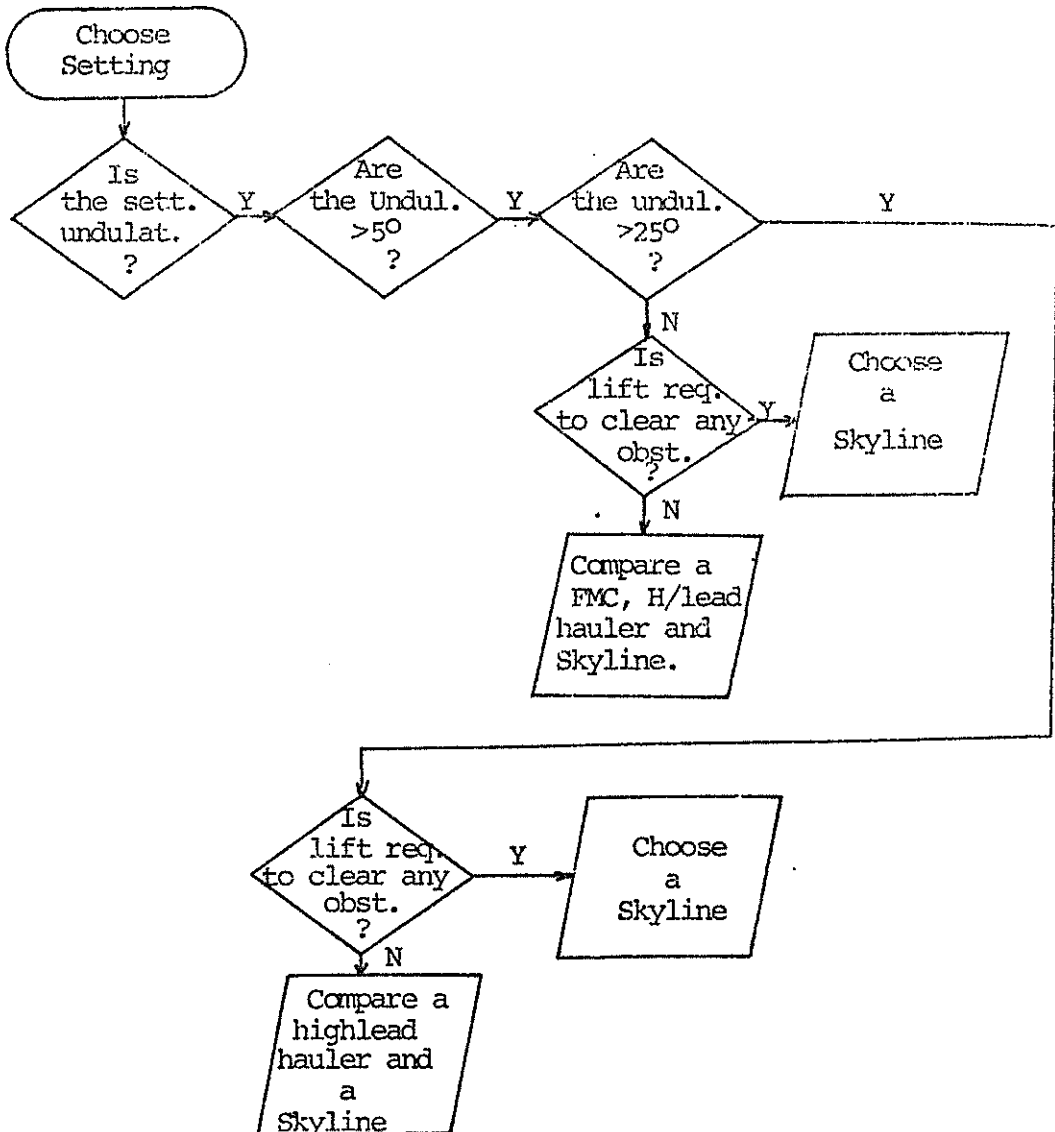 Choose
Setting
Is
the sett.
undulat.
?
Y
Are
the Undul.
>5°
?
Y
Are
the undul.
>25°
?
Y
N
Is
lift req.
to clear any
obst.
?
Y
Choose
a
Skyline
N
Compare a
FMC, H/lead
hauler and
Skyline.
Is
lift req.
to clear any
obst.
?
Y
Choose
a
Skyline
N
Compare a
highlead
hauler and
a
Skyline